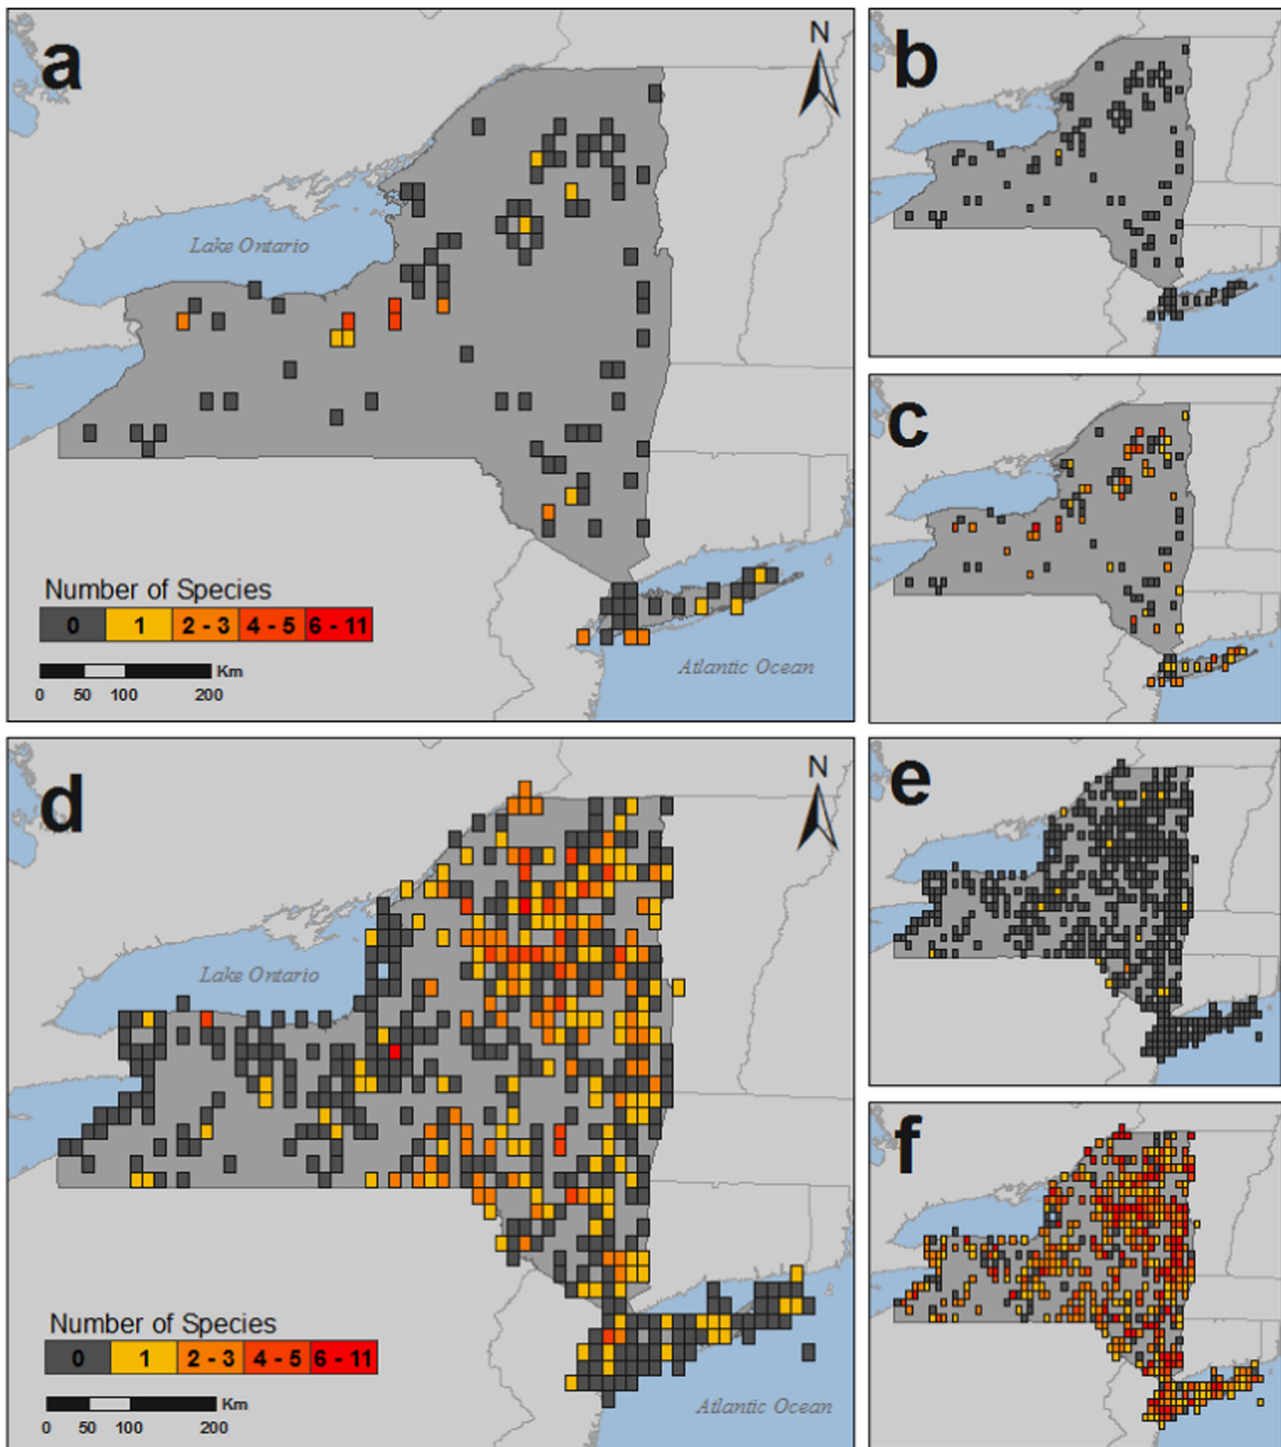 a
N
Lake Ontario
Number of Species
0 1 2 - 3 4 - 5 6 - 11
Km
0 50 100 200
Atlantic Ocean
b
c
d
N
Lake Ontario
Number of Species
0 1 2 - 3 4 - 5 6 - 11
Km
0 50 100 200
Atlantic Ocean
e
f